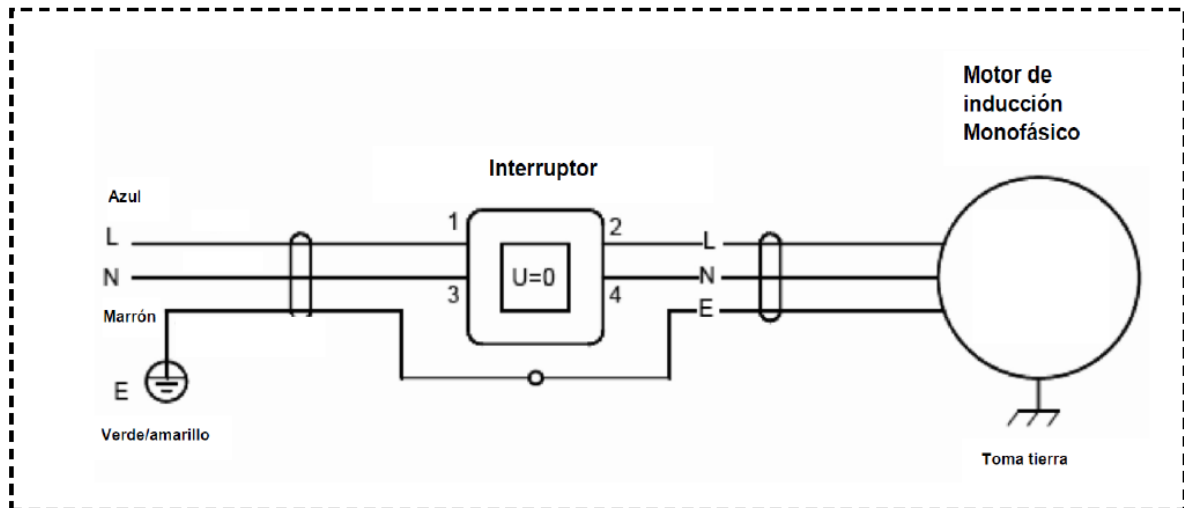 Motor de
inducción
Monofásico
Interruptor
Azul
L
1
2
L
N
3
U=0
4
N
Marrón
E
E
Verde/amarillo
Toma tierra